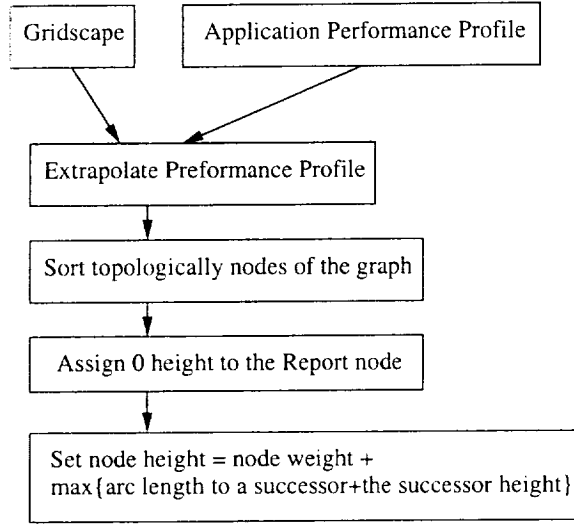 Gridscape
Application Performance Profile
Extrapolate Preformance Profile
Sort topologically nodes of the graph
Assign 0 height to the Report node
Set node height = node weight +
max{arc length to a successor+the successor height}